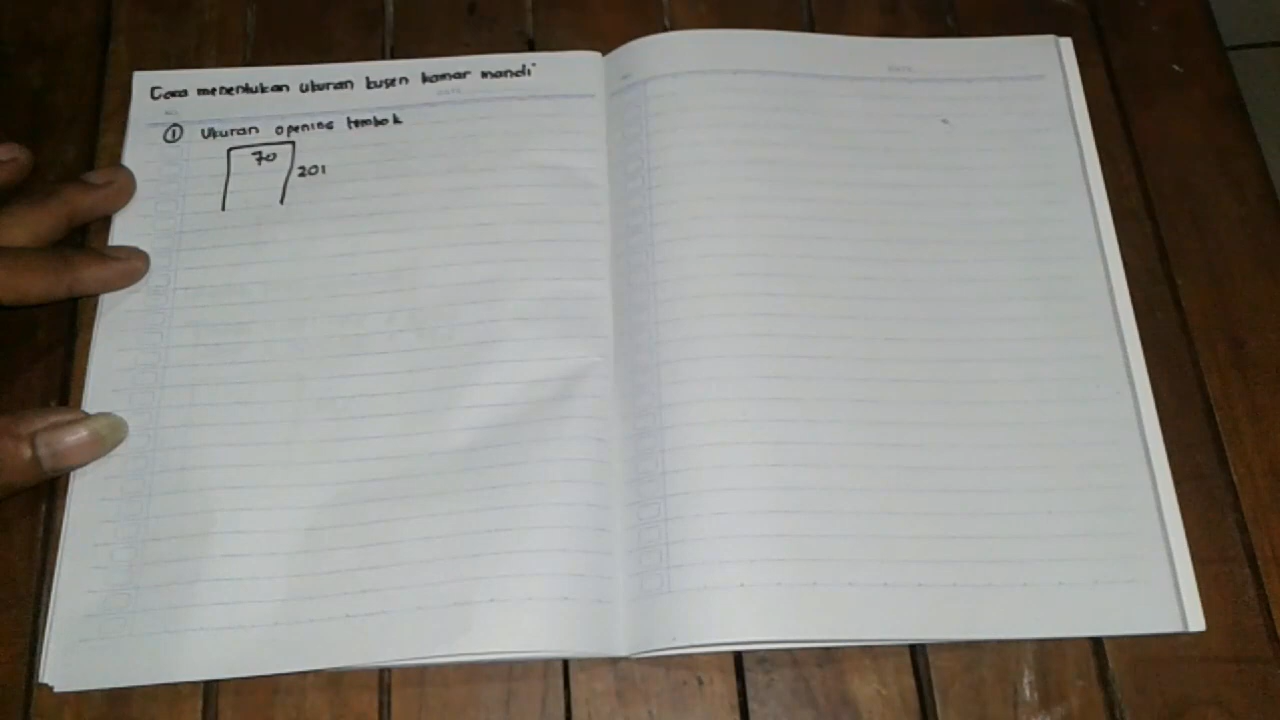 Cara menentukan ukuran kusen kamar mandi
① Ukuran opening tembok
70
201